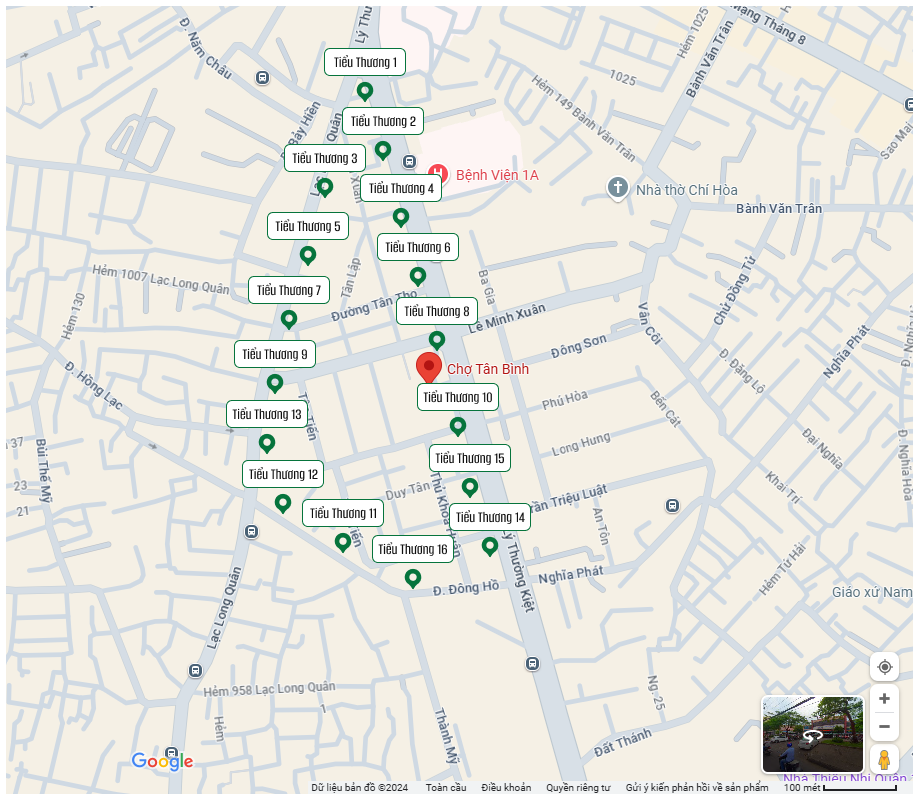 Lý Thu
Mạng Tháng 8
Đ. Năm Châu
Hẻm 1025
Bành Văn Trân
Tiểu Thương 1
1025
Hẻm 149 Bành Văn Trân
Bảy Hiền
Tiểu Thương 2
QUÂN
Sao Mai
Tiểu Thương 3
Xuân
Bệnh Viện 1A
Tiểu Thương 4
Nhà thờ Chí Hòa
Bành Văn Trân
Tiểu Thương 5
Tiểu Thương 6
Tân Lập
Ba Gia
Hẻm 1007 Lạc Long Quân
Chử Đồng Tử
Tiểu Thương 7
Hẻm 130
Đường Tân Thọ
Tiểu Thương 8
Lê Minh Xuân
Vân Côi
Nghĩa Phát
Tiểu Thương 9
Đông Sơn
Chợ Tân Bình
Đ. Hồng Lạc
Đ. Đặng Lộ
Tiểu Thương 10
Phú Hòa
Bến Cát
Tiểu Thương 13
37
Bùi Thế Mỹ
Long Hưng
Đại Nghĩa
Đ. Nghĩa Hòa
Tiểu Thương 15
Tiểu Thương 12
23
Duy Tân
Khai Trí
21
Trần Triệu Luật
Tiểu Thương 11
Thủ Khoa Huân
Tiểu Thương 14
An Tôn
Tiểu Thương 16
Lý Thường Kiệt
Hẻm Tứ Hải
Nghĩa Phát
Đ. Đông Hồ
Giáo xứ Nam
Lạc Long Quân
Hẻm 958 Lạc Long Quân
Ng. 25
1
Hẻm
Thành Mỹ
Đất Thánh
Google
Nhà Thiếu Nhi Quận
Dữ liệu bản đồ ©2024 Toàn cầu Điều khoản Quyền riêng tư Gửi ý kiến phản hồi về sản phẩm 100 mét